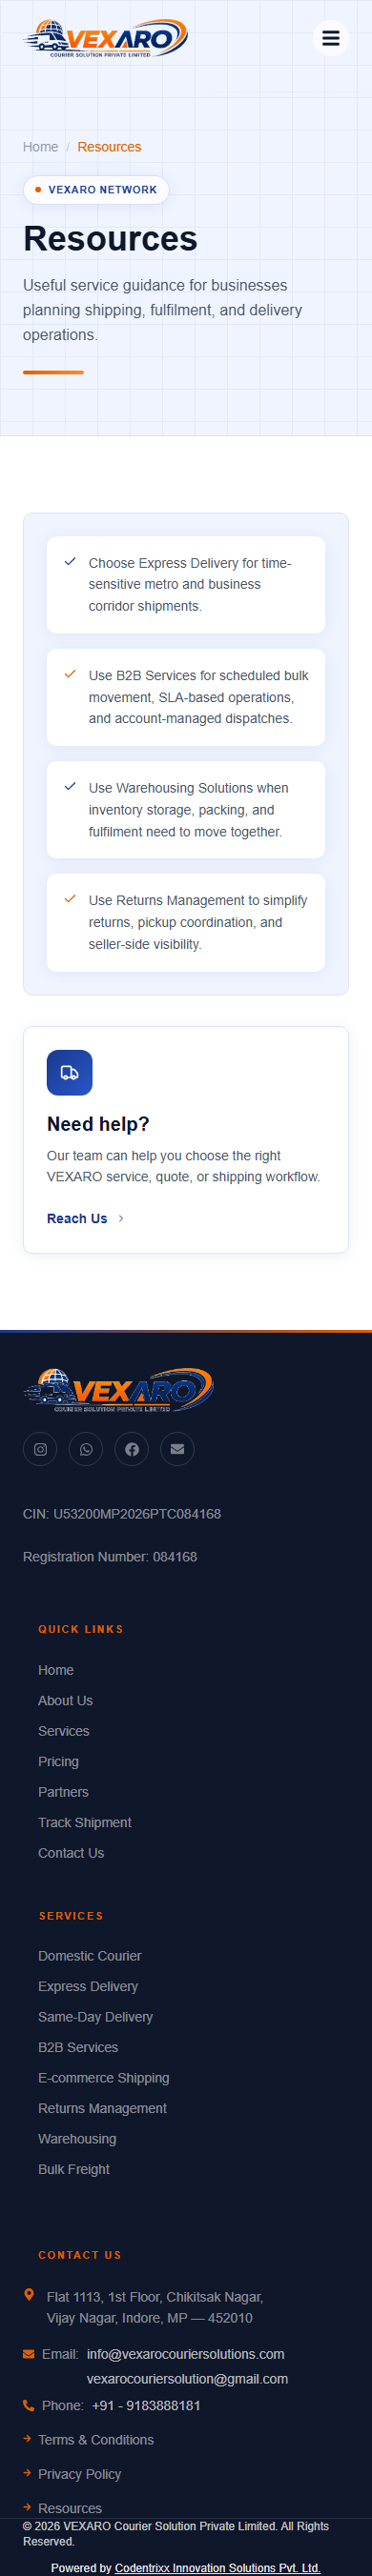 VEXARO
COURIER SOLUTION PRIVATE LIMITED
Home / Resources
VEXARO NETWORK
Resources
Useful service guidance for businesses
planning shipping, fulfilment, and delivery
operations.
Choose Express Delivery for time-
sensitive metro and business
corridor shipments.
Use B2B Services for scheduled bulk
movement, SLA-based operations,
and account-managed dispatches.
Use Warehousing Solutions when
inventory storage, packing, and
fulfilment need to move together.
Use Returns Management to simplify
returns, pickup coordination, and
seller-side visibility.
Need help?
Our team can help you choose the right
VEXARO service, quote, or shipping workflow.
Reach Us
VEXARO
COURIER SOLUTION PRIVATE LIMITED
CIN: U53200MP2026PTC084168
Registration Number: 084168
QUICK LINKS
Home
About Us
Services
Pricing
Partners
Track Shipment
Contact Us
SERVICES
Domestic Courier
Express Delivery
Same-Day Delivery
B2B Services
E-commerce Shipping
Returns Management
Warehousing
Bulk Freight
CONTACT US
Flat 1113, 1st Floor, Chikitsak Nagar,
Vijay Nagar, Indore, MP — 452010
Email: info@vexarocouriersolutions.com
vexarocouriersolution@gmail.com
Phone: +91 - 9183888181
Terms & Conditions
Privacy Policy
Resources
© 2026 VEXARO Courier Solution Private Limited. All Rights
Reserved.
Powered by Codentrixx Innovation Solutions Pvt. Ltd.